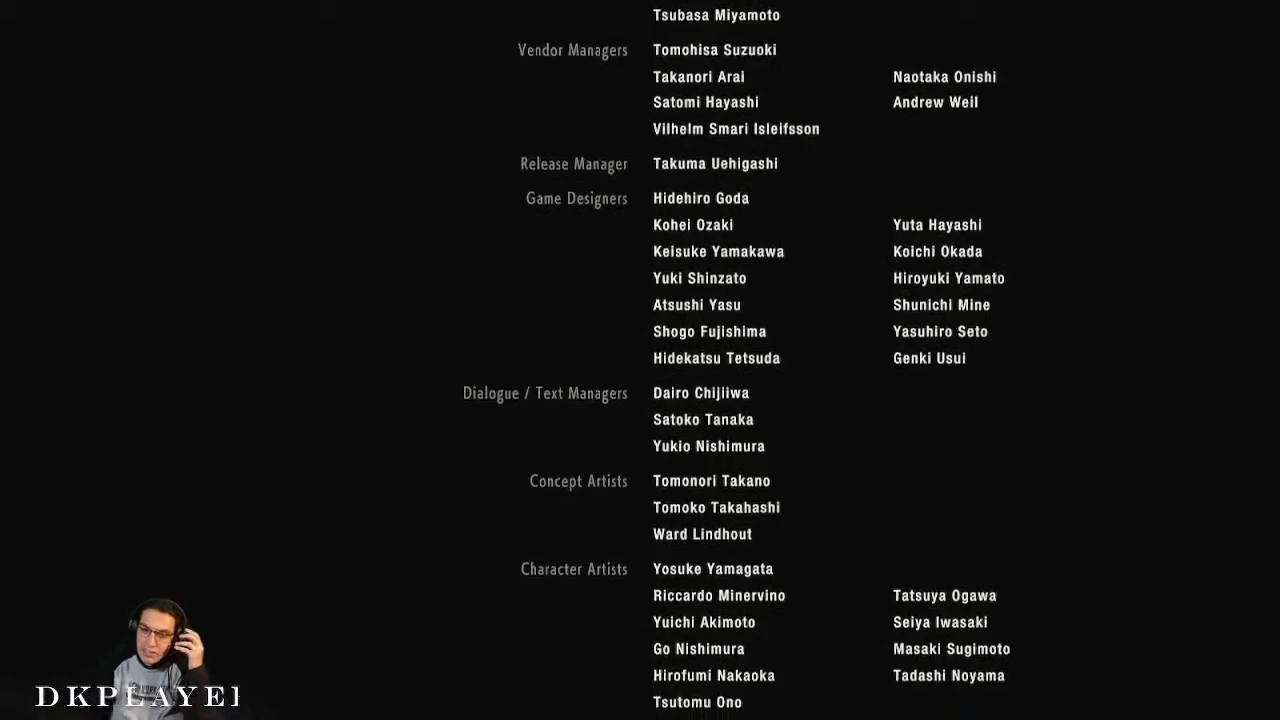 Tsubasa Miyamoto
Vendor Managers Tomohisa Suzuoki
Takanori Arai Naotaka Onishi
Satomi Hayashi Andrew Weil
Vilhelm Smari Isleifsson
Release Manager Takuma Uehigashi
Game Designers Hidehiro Goda
Kohei Ozaki Yuta Hayashi
Keisuke Yamakawa Koichi Okada
Yuki Shinzato Hiroyuki Yamato
Atsushi Yasu Shunichi Mine
Shogo Fujishima Yasuhiro Seto
Hidekatsu Tetsuda Genki Usui
Dialogue / Text Managers Dairo Chijiiwa
Satoko Tanaka
Yukio Nishimura
Concept Artists Tomonori Takano
Tomoko Takahashi
Ward Lindhout
Character Artists Yosuke Yamagata
Riccardo Minervino Tatsuya Ogawa
Yuichi Akimoto Seiya Iwasaki
Go Nishimura Masaki Sugimoto
Hirofumi Nakaoka Tadashi Noyama
Tsutomu Ono
DKPLAYE